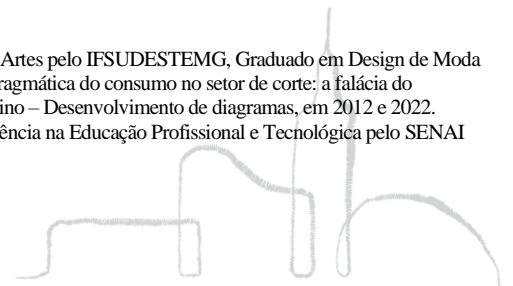 Artes pelo IFSUDESTEMG, Graduado em Design de Moda
ragmática do consumo no setor de corte: a falácia do
ino – Desenvolvimento de diagramas, em 2012 e 2022.
ência na Educação Profissional e Tecnológica pelo SENAI